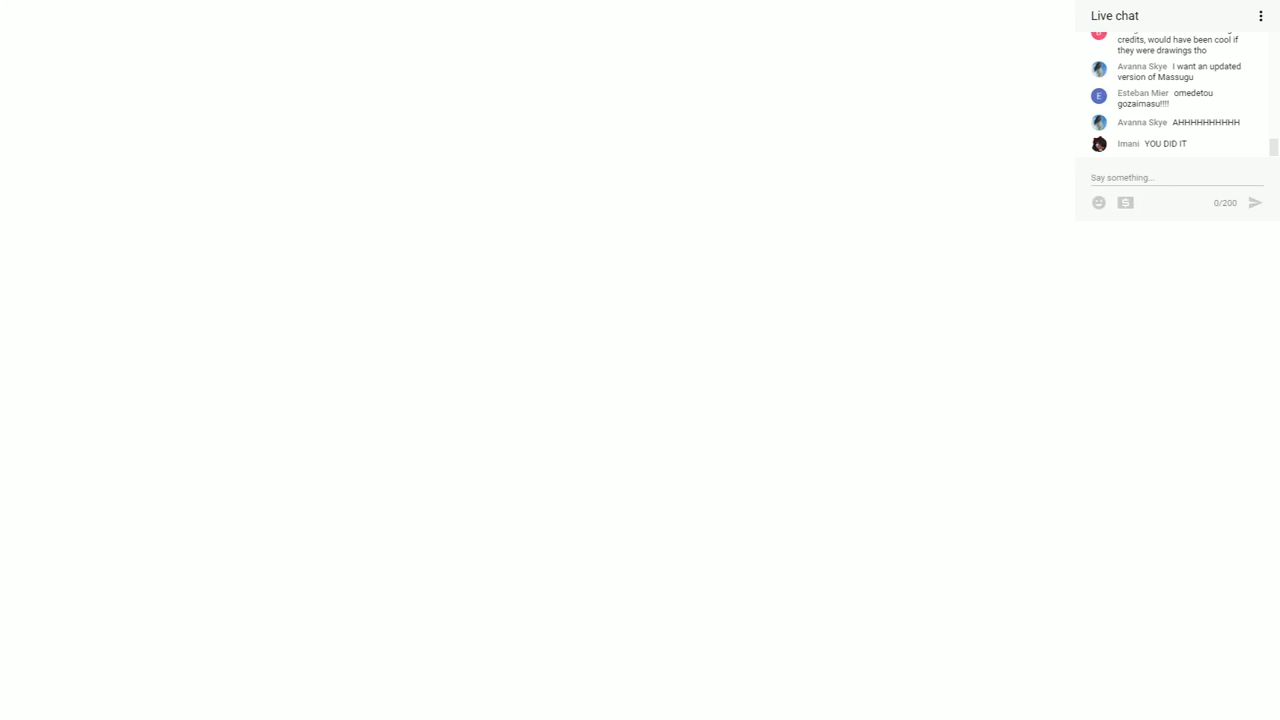 Live chat
credits, would have been cool if
they were drawings tho
Avanna Skye I want an updated
version of Massugu
E Esteban Mier omedetou
gozaimasu!!!!
Avanna Skye AHHHHHHHHHH
Imani YOU DID IT
Say something...
0/200